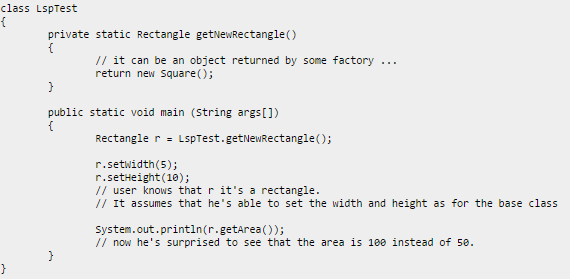 class LspTest
{
private static Rectangle getNewRectangle()
{
// it can be an object returned by some factory ...
return new Square();
}
public static void main (String args[])
{
Rectangle r = LspTest.getNewRectangle();
r.setWidth(5);
r.setHeight(10);
// user knows that r it's a rectangle.
// It assumes that he's able to set the width and height as for the base class
System.out.println(r.getArea());
// now he's surprised to see that the area is 100 instead of 50.
}
}